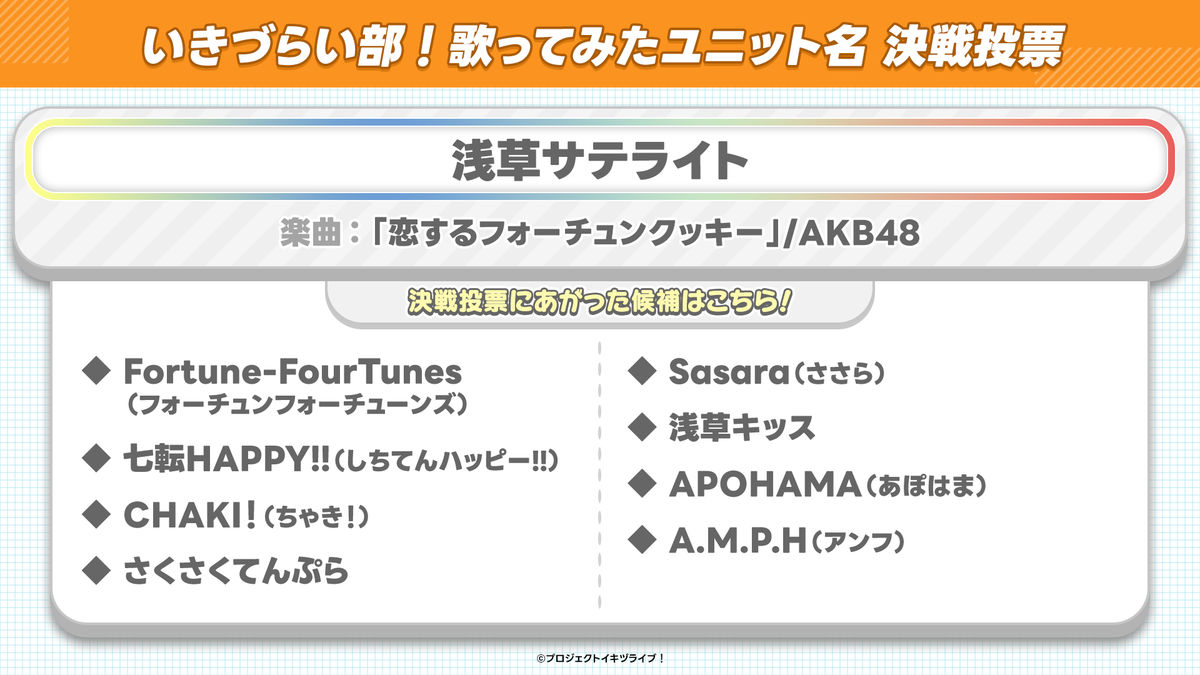 いきづらい部！歌ってみたユニット名 決戦投票
浅草サテライト
楽曲：「恋するフォーチュンクッキー」/AKB48
決戦投票にあがった候補はこちら！
◆ Fortune-FourTunes
（フォーチュンフォーチューンズ）
◆ 七転HAPPY!!（しちてんハッピー!!）
◆ CHAKI！（ちゃき！）
◆ さくさくてんぷら
◆ Sasara（ささら）
◆ 浅草キッス
◆ APOHAMA（あぽはま）
◆ A.M.P.H（アンフ）
©プロジェクトイキヅライブ！